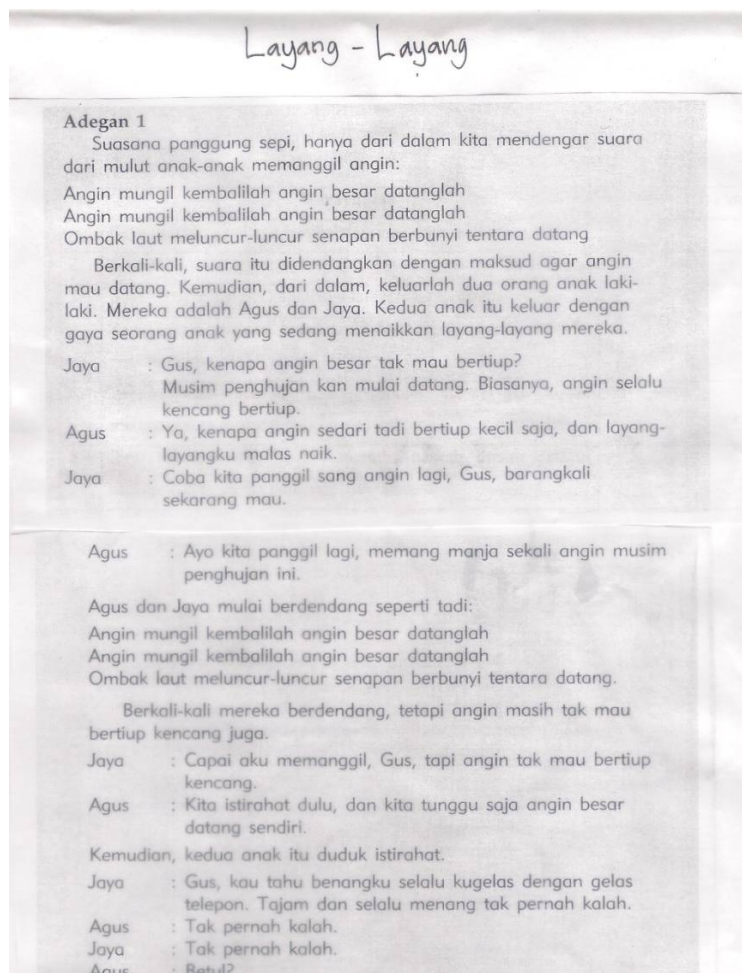 Layang - Layang
Adegan 1
Suasana panggung sepi, hanya dari dalam kita mendengar suara
dari mulut anak-anak memanggil angin:
Angin mungil kembalilah angin besar datanglah
Angin mungil kembalilah angin besar datanglah
Ombak laut meluncur-luncur senapan berbunyi tentara datang
Berkali-kali, suara itu didendangkan dengan maksud agar angin
mau datang. Kemudian, dari dalam, keluarlah dua orang anak laki-
laki. Mereka adalah Agus dan Jaya. Kedua anak itu keluar dengan
gaya seorang anak yang sedang menaikkan layang-layang mereka.
Jaya : Gus, kenapa angin besar tak mau bertiup?
Musim penghujan kan mulai datang. Biasanya, angin selalu
kencang bertiup.
Agus : Ya, kenapa angin sedari tadi bertiup kecil saja, dan layang-
layangku malas naik.
Jaya : Coba kita panggil sang angin lagi, Gus, barangkali
sekarang mau.
Agus : Ayo kita panggil lagi, memang manja sekali angin musim
penghujan ini.
Agus dan Jaya mulai berdendang seperti tadi:
Angin mungil kembalilah angin besar datanglah
Angin mungil kembalilah angin besar datanglah
Ombak laut meluncur-luncur senapan berbunyi tentara datang.
Berkali-kali mereka berdendang, tetapi angin masih tak mau
bertiup kencang juga.
Jaya : Capai aku memanggil, Gus, tapi angin tak mau bertiup
kencang.
Agus : Kita istirahat dulu, dan kita tunggu saja angin besar
datang sendiri.
Kemudian, kedua anak itu duduk istirahat.
Jaya : Gus, kau tahu benangku selalu kugelas dengan gelas
telepon. Tajam dan selalu menang tak pernah kalah.
Agus : Tak pernah kalah.
Jaya : Tak pernah kalah.
Agus : Betul?